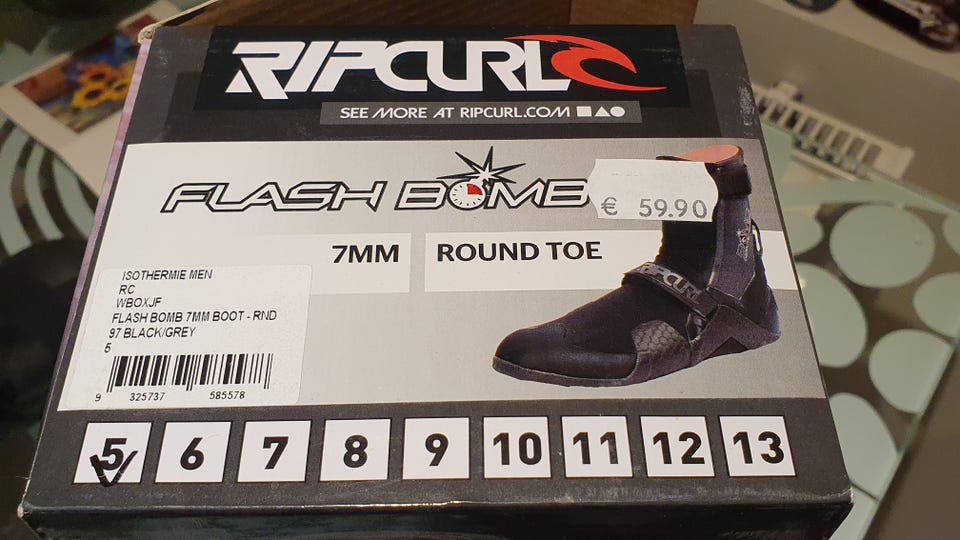 RIPCURL
SEE MORE AT RIPCURL.COM
FLASH BOMB
€ 59.90
7MM
ROUND TOE
RIPCURL
ISOTHERMIE MEN
RC
WBOXJF
FLASH BOMB 7MM BOOT - RND
97 BLACK/GREY
5
9 325737 585578
5 6 7 8 9 10 11 12 13